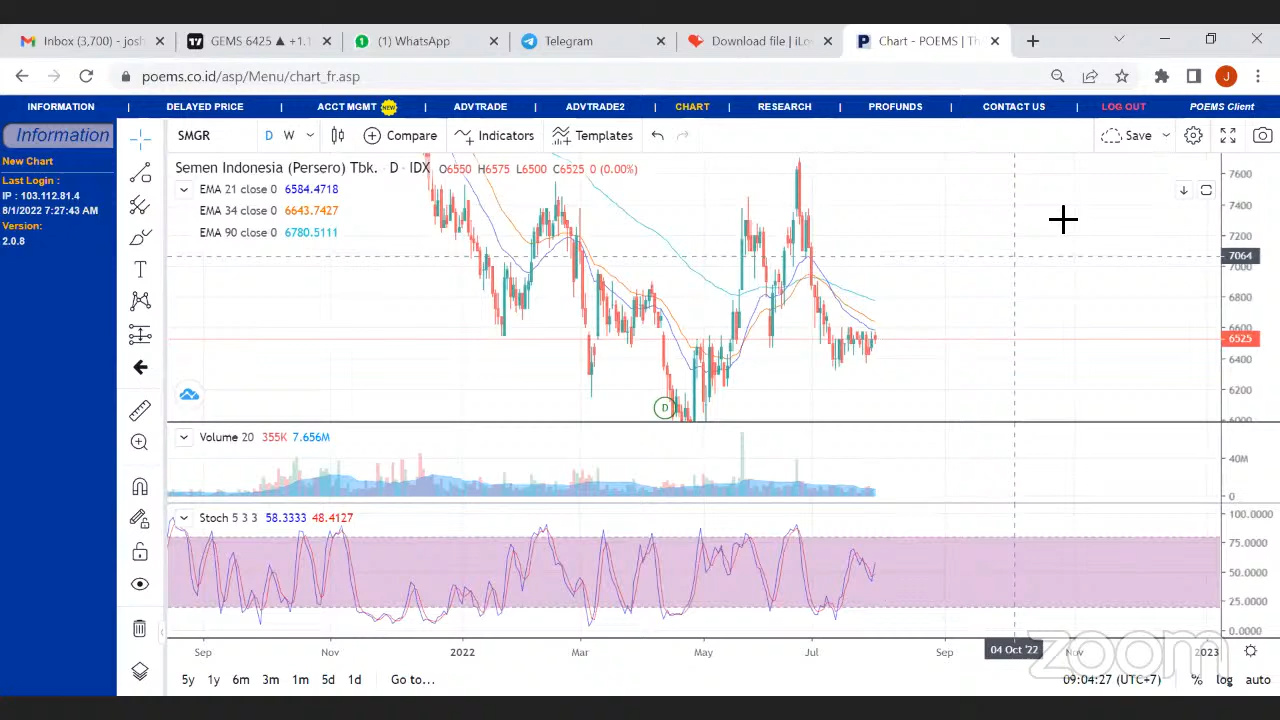 Inbox (3,700) - josh
GEMS 6425 ▲ +1.1
(1) WhatsApp
Telegram
Download file | iLo
Chart - POEMS | Th
poems.co.id/asp/Menu/chart_fr.asp
J
INFORMATION | DELAYED PRICE | ACCT MGMT NEW | ADVTRADE | ADVTRADE2 | CHART | RESEARCH | PROFUNDS | CONTACT US | LOG OUT POEMS Client
Information
New Chart
Last Login :
IP : 103.112.81.4
8/1/2022 7:27:43 AM
Version:
2.0.8
SMGR D W Compare Indicators Templates Save
Semen Indonesia (Persero) Tbk. · D · IDX O6550 H6575 L6500 C6525 0 (0.00%)
EMA 21 close 0 6584.4718
EMA 34 close 0 6643.7427
EMA 90 close 0 6780.5111
7600
7400
7200
7064
7000
6800
6600
6525
6400
6200
6000
D
Volume 20 355K 7.656M
40M
0
Stoch 5 3 3 58.3333 48.4127
100.0000
75.0000
50.0000
25.0000
0.0000
Sep Nov 2022 Mar May Jul Sep 04 Oct '22 Nov 2023
zoom
5y 1y 6m 3m 1m 5d 1d Go to... 09:04:27 (UTC+7) % log auto